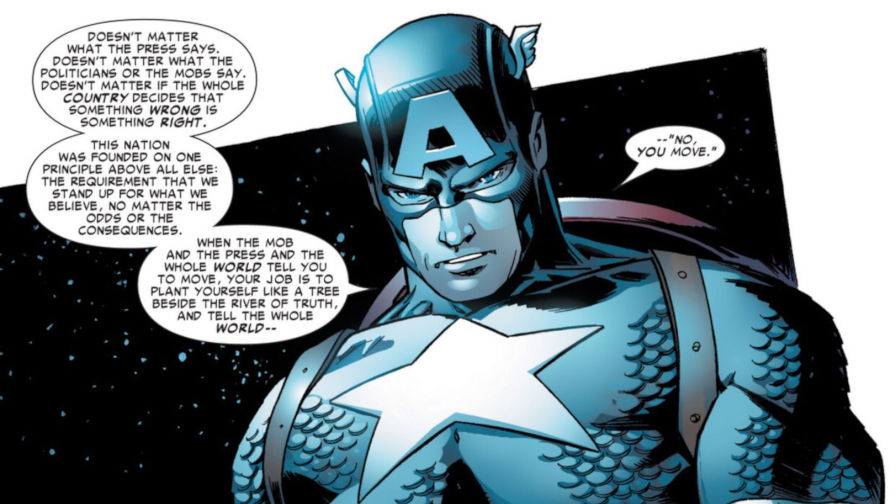 DOESN'T MATTER
WHAT THE PRESS SAYS.
DOESN'T MATTER WHAT THE
POLITICIANS OR THE MOBS SAY.
DOESN'T MATTER IF THE WHOLE
COUNTRY DECIDES THAT
SOMETHING WRONG IS
SOMETHING RIGHT.
THIS NATION
WAS FOUNDED ON ONE
PRINCIPLE ABOVE ALL ELSE:
THE REQUIREMENT THAT WE
STAND UP FOR WHAT WE
BELIEVE, NO MATTER THE
ODDS OR THE
CONSEQUENCES.
WHEN THE MOB
AND THE PRESS AND THE
WHOLE WORLD TELL YOU
TO MOVE, YOUR JOB IS TO
PLANT YOURSELF LIKE A TREE
BESIDE THE RIVER OF TRUTH,
AND TELL THE WHOLE
WORLD--
--"NO,
YOU MOVE."
A